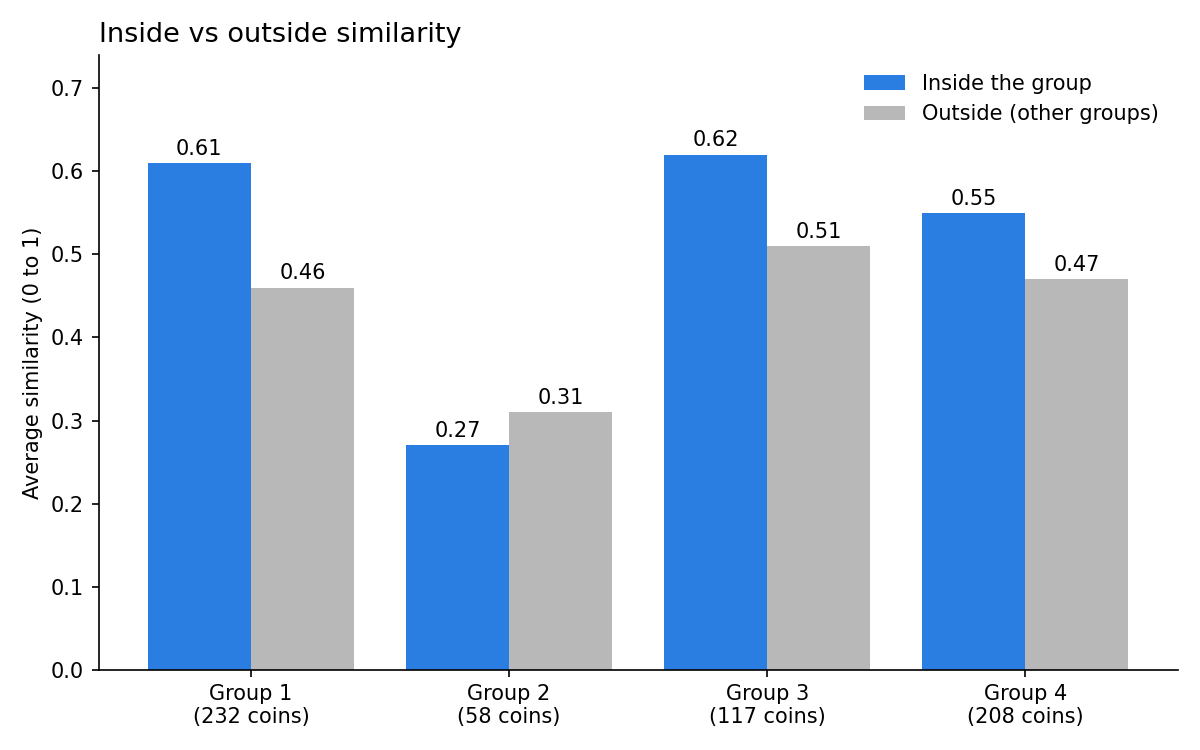 Inside vs outside similarity
Inside the group
Outside (other groups)
Average similarity (0 to 1)
0.7
0.6
0.5
0.4
0.3
0.2
0.1
0.0
0.61
0.46
0.27
0.31
0.62
0.51
0.55
0.47
Group 1
(232 coins)
Group 2
(58 coins)
Group 3
(117 coins)
Group 4
(208 coins)